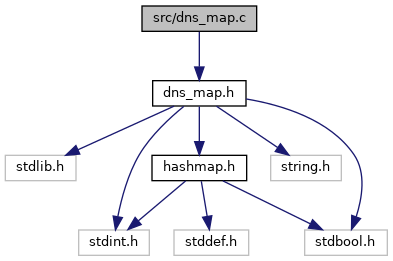 src/dns_map.c
dns_map.h
stdlib.h
hashmap.h
string.h
stdint.h
stddef.h
stdbool.h